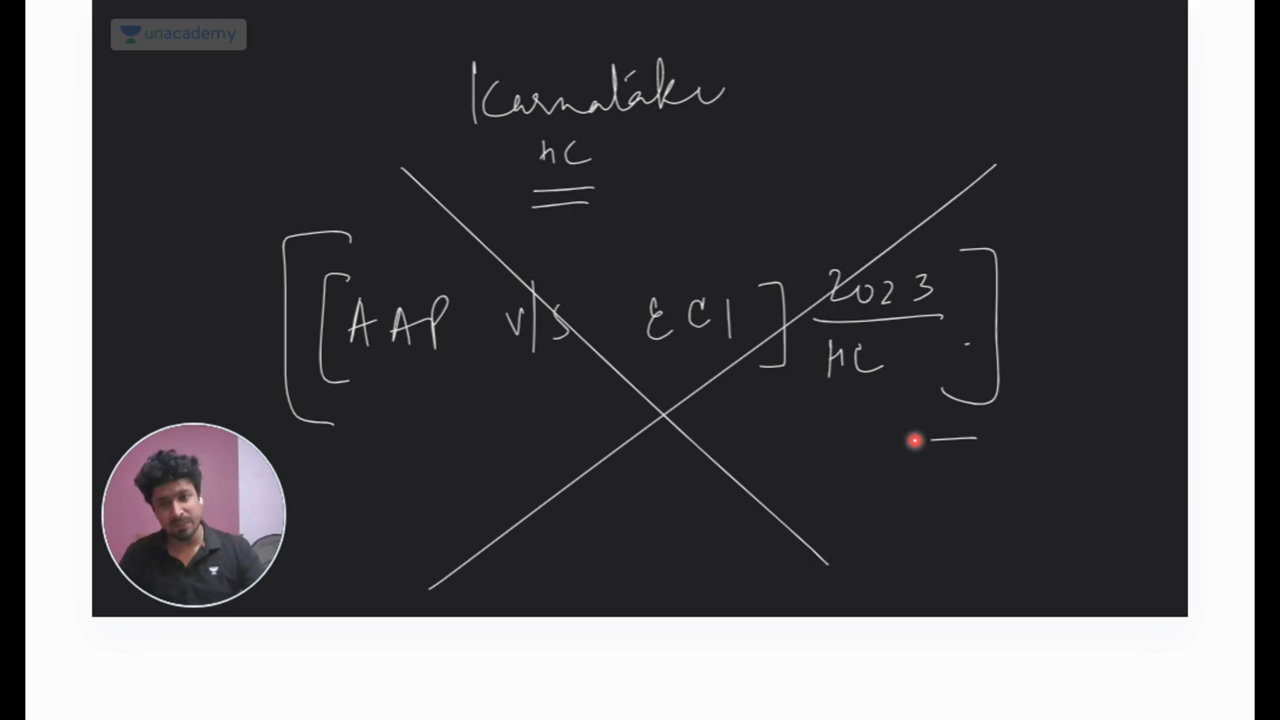 unacademy
Karnataka
HC
[[AAP v/s ECI] 2023
HC ]